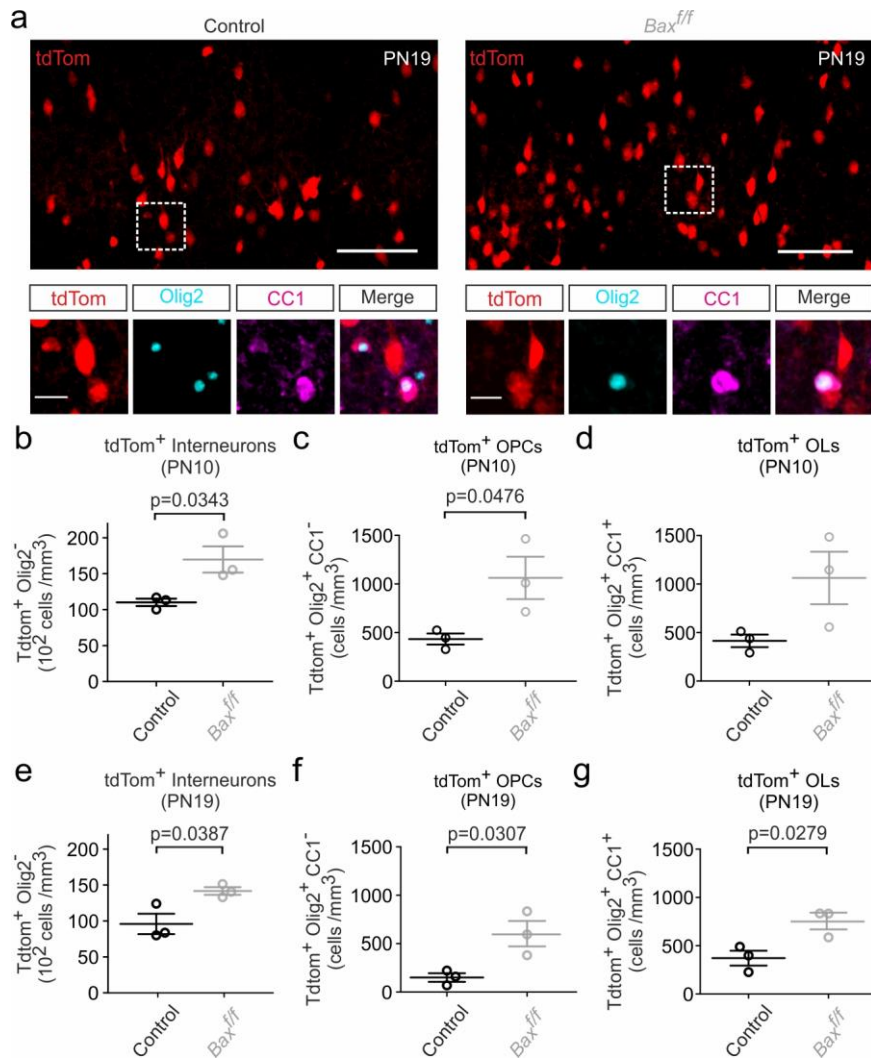 a
Control
Bax^f/f
tdTom
PN19
tdTom
PN19
tdTom
Olig2
CC1
Merge
tdTom
Olig2
CC1
Merge
b
tdTom⁺ Interneurons
(PN10)
p=0.0343
Tdtom⁺ Olig2⁻
(10² cells /mm³)
200
150
100
50
0
Control
Bax^f/f
c
tdTom⁺ OPCs
(PN10)
p=0.0476
Tdtom⁺ Olig2⁺ CC1⁻
(cells /mm³)
1500
1000
500
0
Control
Bax^f/f
d
tdTom⁺ OLs
(PN10)
Tdtom⁺ Olig2⁺ CC1⁺
(cells /mm³)
1500
1000
500
0
Control
Bax^f/f
e
tdTom⁺ Interneurons
(PN19)
p=0.0387
Tdtom⁺ Olig2⁻
(10² cells /mm³)
200
150
100
50
0
Control
Bax^f/f
f
tdTom⁺ OPCs
(PN19)
p=0.0307
Tdtom⁺ Olig2⁺ CC1⁻
(cells /mm³)
1500
1000
500
0
Control
Bax^f/f
g
tdTom⁺ OLs
(PN19)
p=0.0279
Tdtom⁺ Olig2⁺ CC1⁺
(cells /mm³)
1500
1000
500
0
Control
Bax^f/f